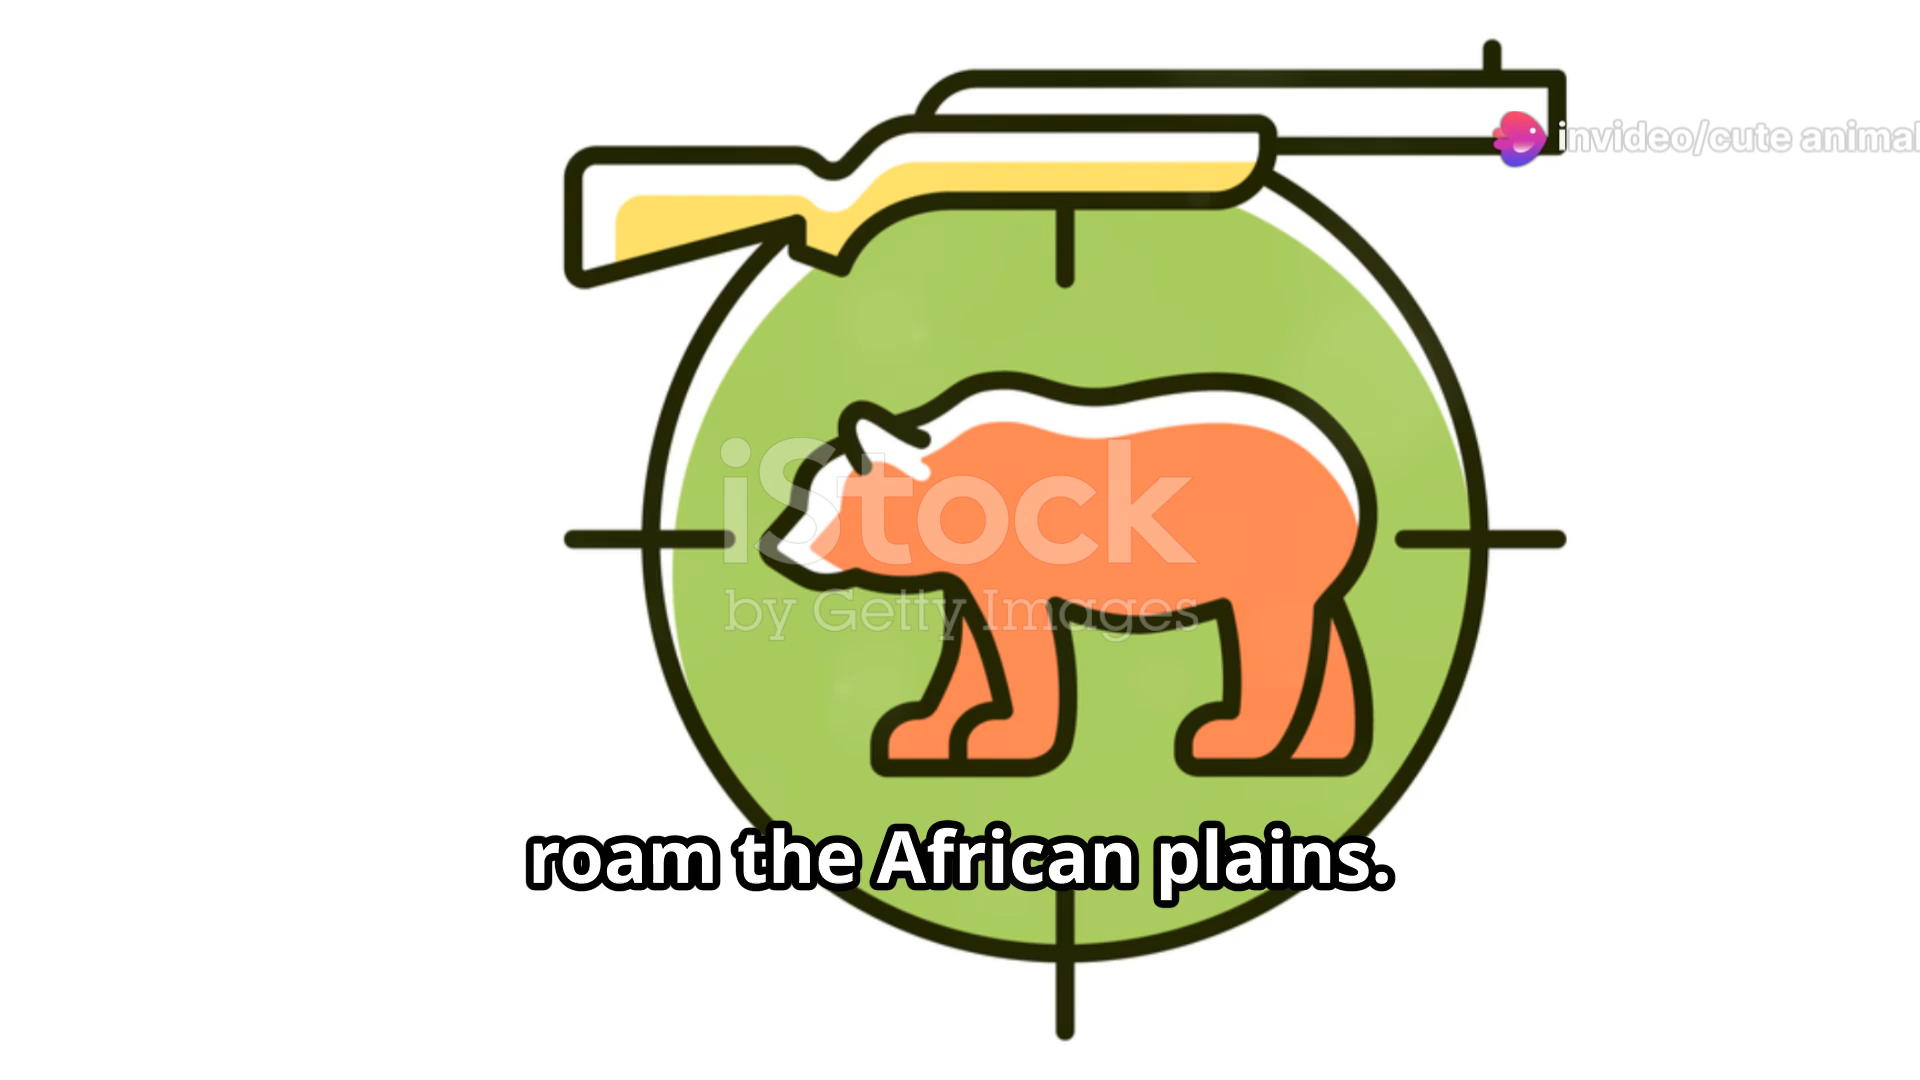 invideo/cute animal
iStock
by Getty Images
roam the African plains.